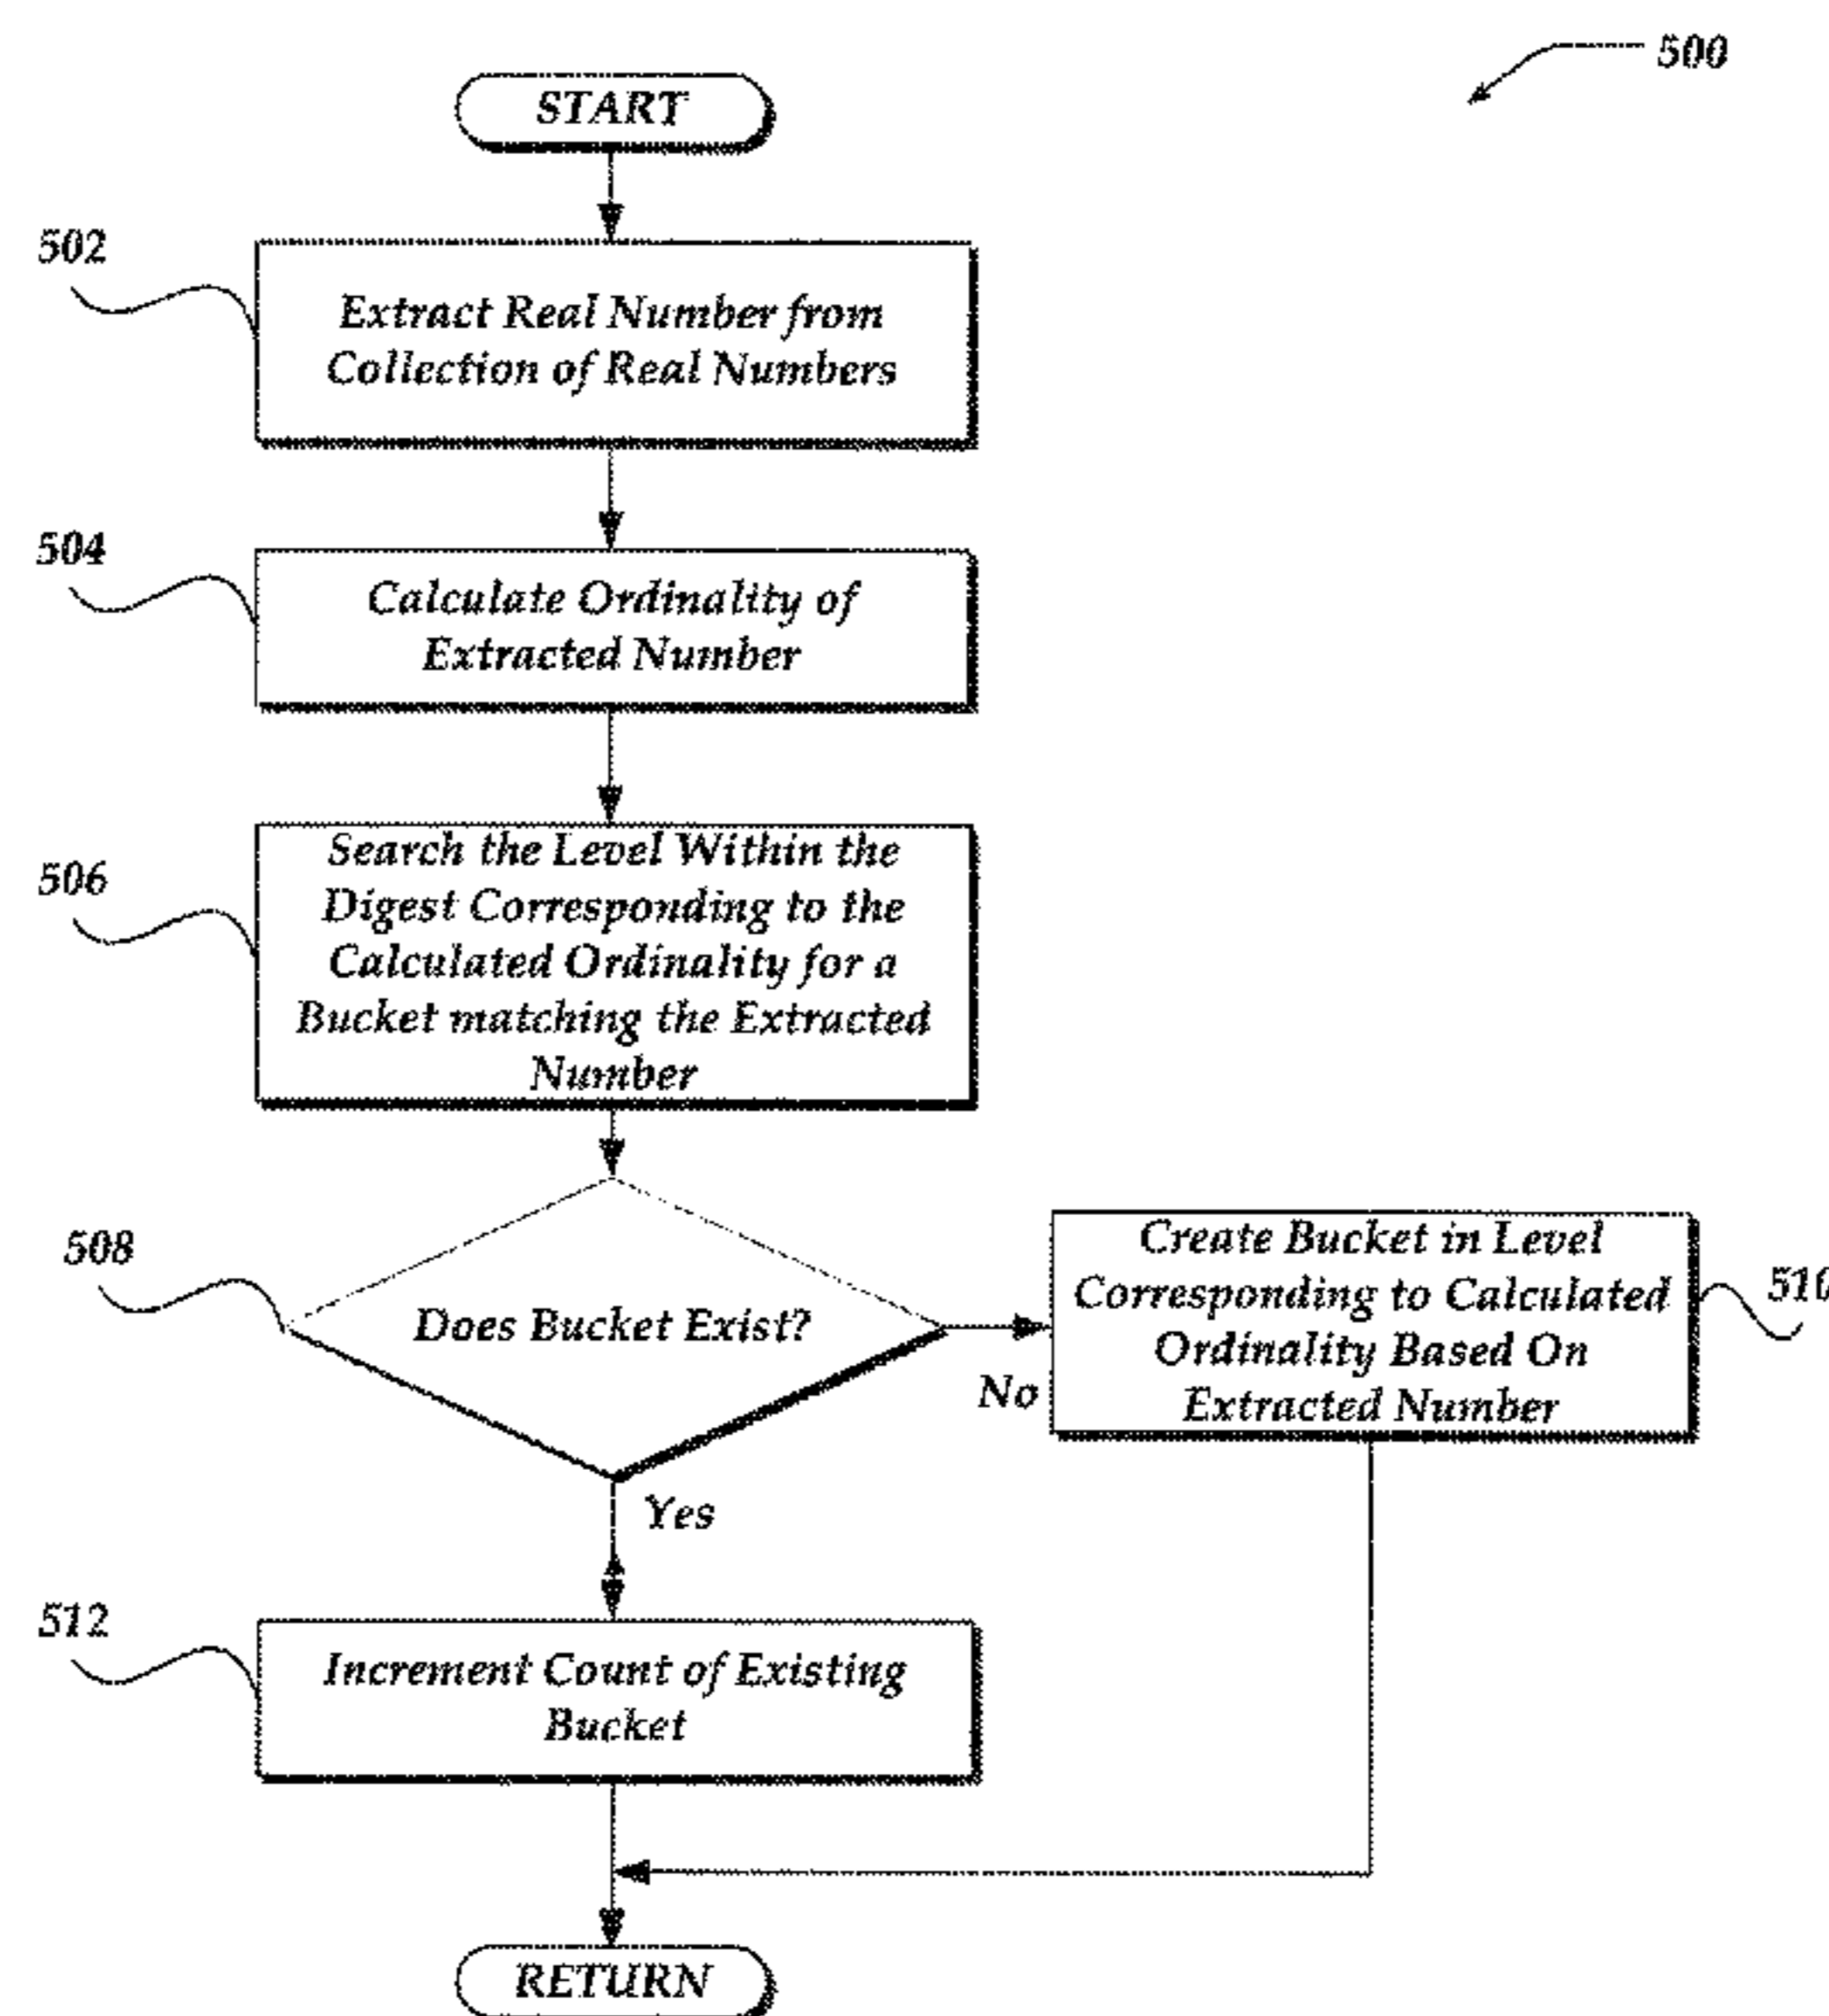 500
START
502
Extract Real Number from
Collection of Real Numbers
504
Calculate Ordinality of
Extracted Number
506
Search the Level Within the
Digest Corresponding to the
Calculated Ordinality for a
Bucket matching the Extracted
Number
508
Does Bucket Exist?
No
Create Bucket in Level
Corresponding to Calculated
Ordinality Based On
Extracted Number
510
Yes
512
Increment Count of Existing
Bucket
RETURN